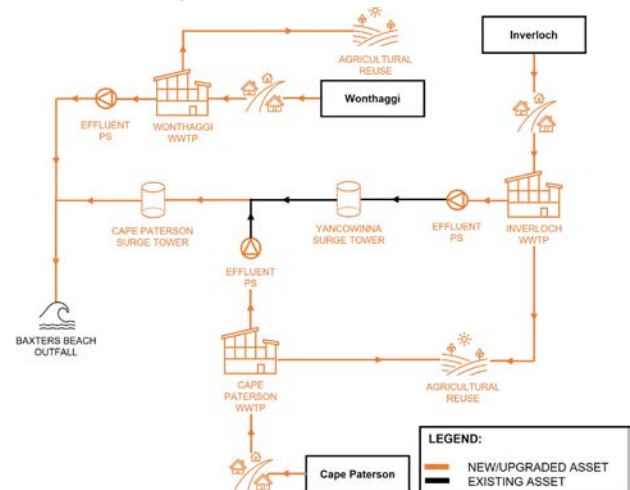 AGRICULTURAL
REUSE
Inverloch
Wonthaggi
EFFLUENT
PS
WONTHAGGI
WWTP
CAPE PATERSON
SURGE TOWER
YANCOWINNA
SURGE TOWER
EFFLUENT
PS
INVERLOCH
WWTP
EFFLUENT
PS
BAXTERS BEACH
OUTFALL
CAPE
PATERSON
WWTP
AGRICULTURAL
REUSE
LEGEND:
NEW/UPGRADED ASSET
EXISTING ASSET
Cape Paterson